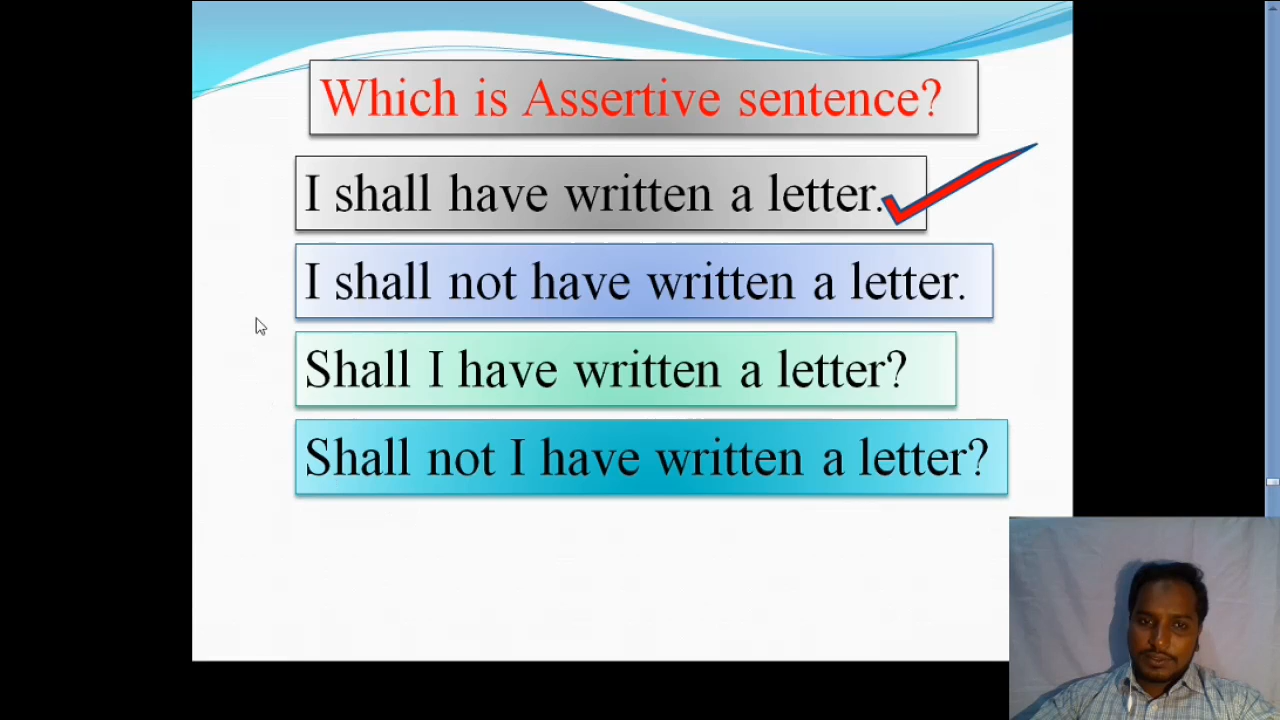 Which is Assertive sentence?
I shall have written a letter.
I shall not have written a letter.
Shall I have written a letter?
Shall not I have written a letter?